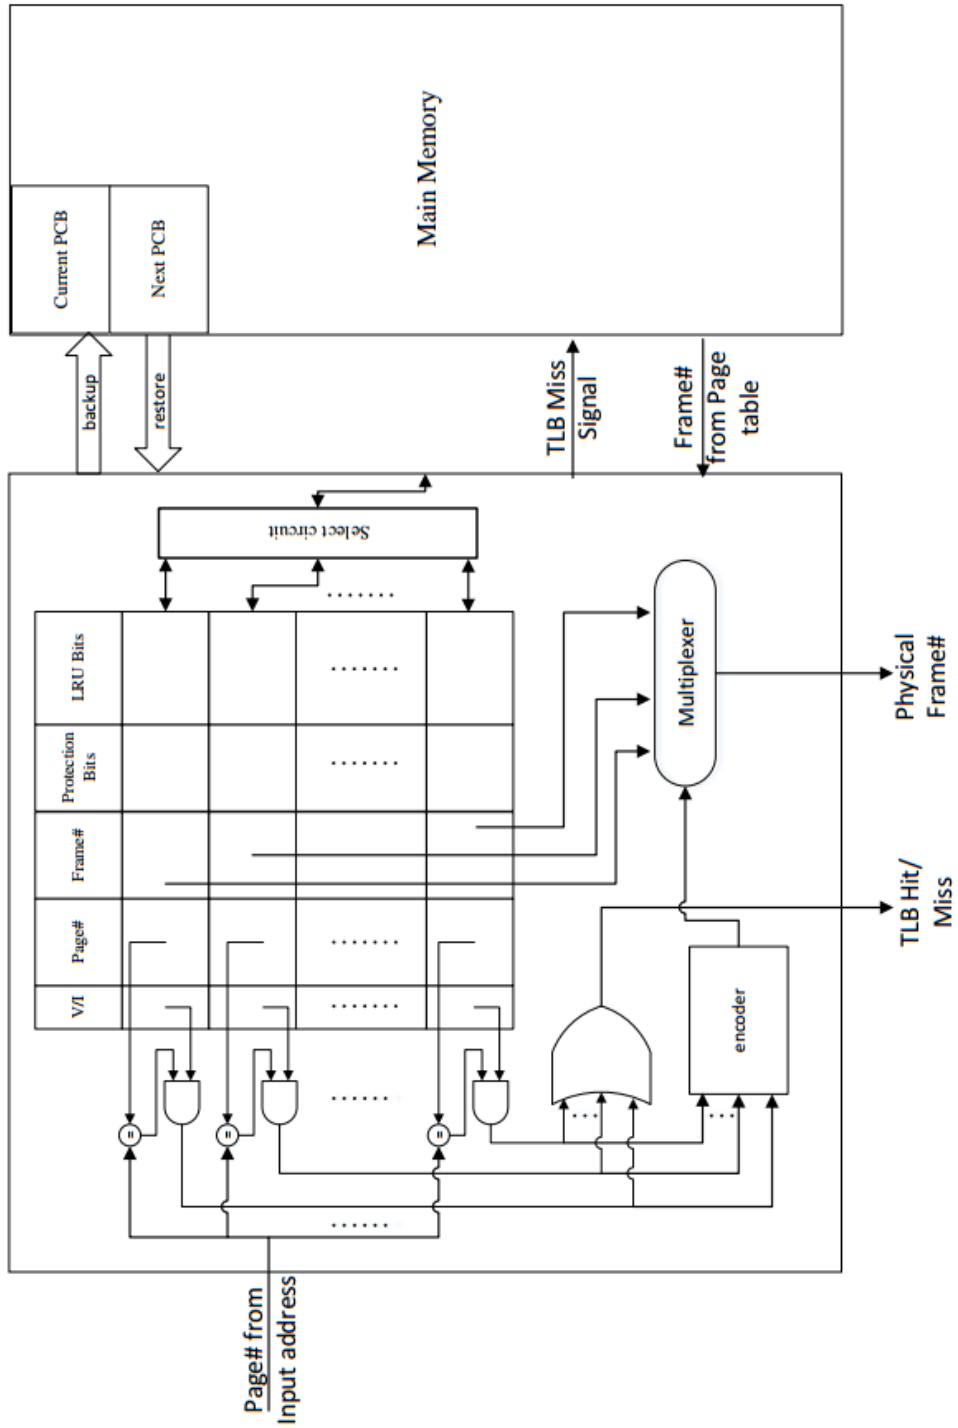 Page# from
Input address
V/I
Page#
Frame#
Protection
Bits
LRU Bits
=
=
=
encoder
Multiplexer
Select circuit
TLB Hit/
Miss
Physical
Frame#
backup
restore
TLB Miss
Signal
Frame#
from Page
table
Current PCB
Next PCB
Main Memory